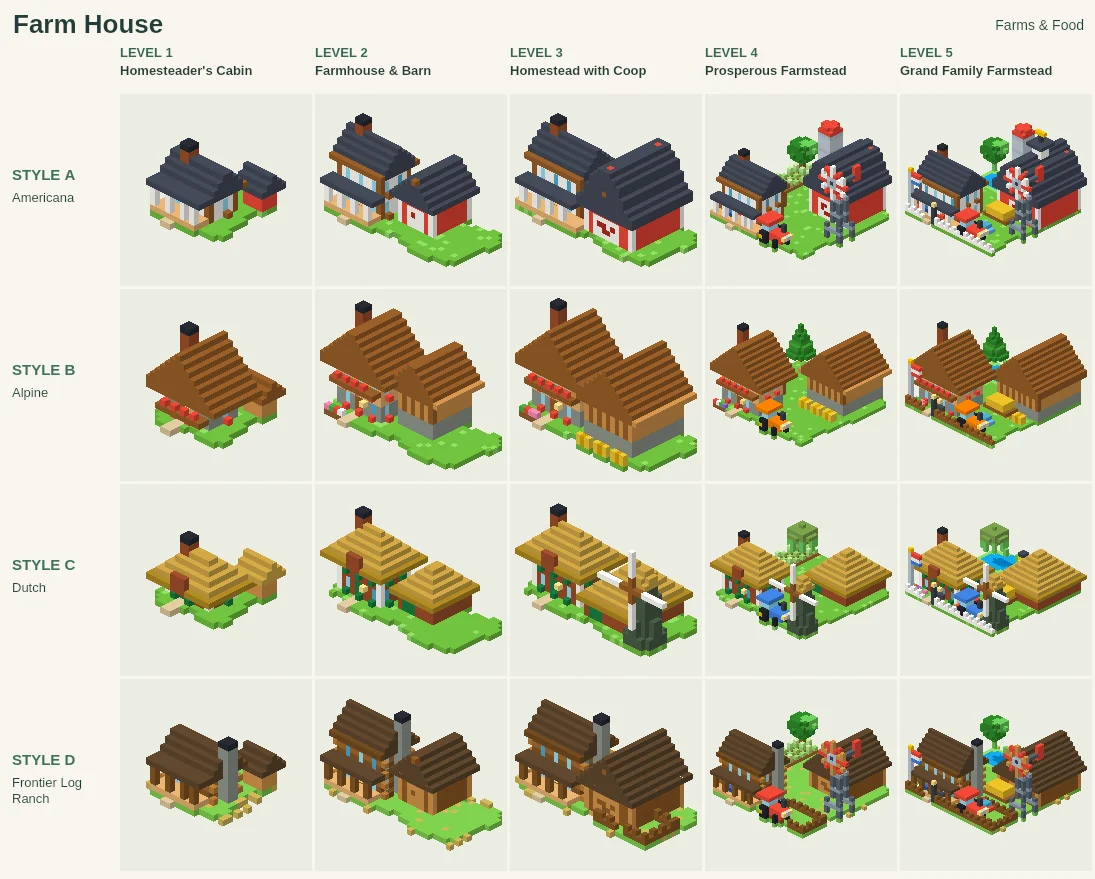 Farm House
Farms & Food
LEVEL 1
Homesteader's Cabin
LEVEL 2
Farmhouse & Barn
LEVEL 3
Homestead with Coop
LEVEL 4
Prosperous Farmstead
LEVEL 5
Grand Family Farmstead
STYLE A
Americana
STYLE B
Alpine
STYLE C
Dutch
STYLE D
Frontier Log
Ranch